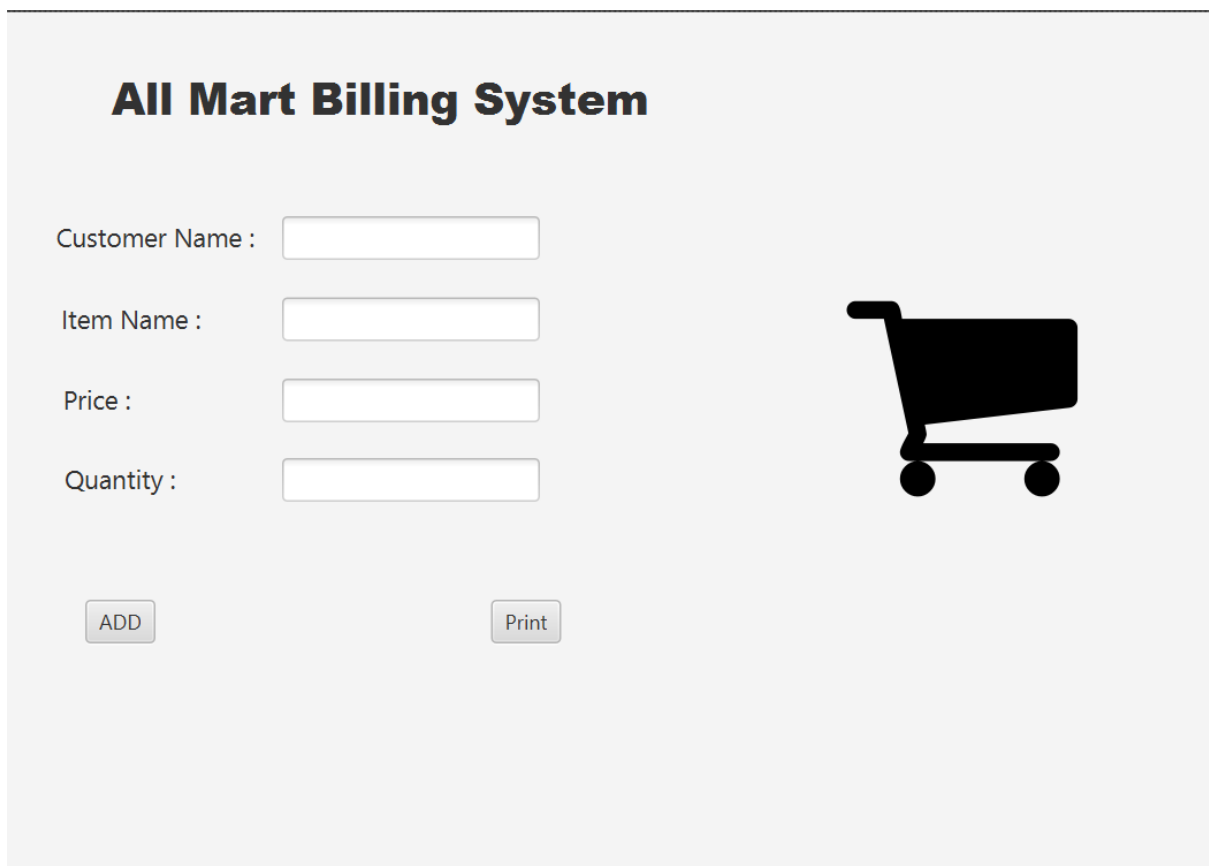 All Mart Billing System
Customer Name :
Item Name :
Price :
Quantity :
ADD Print